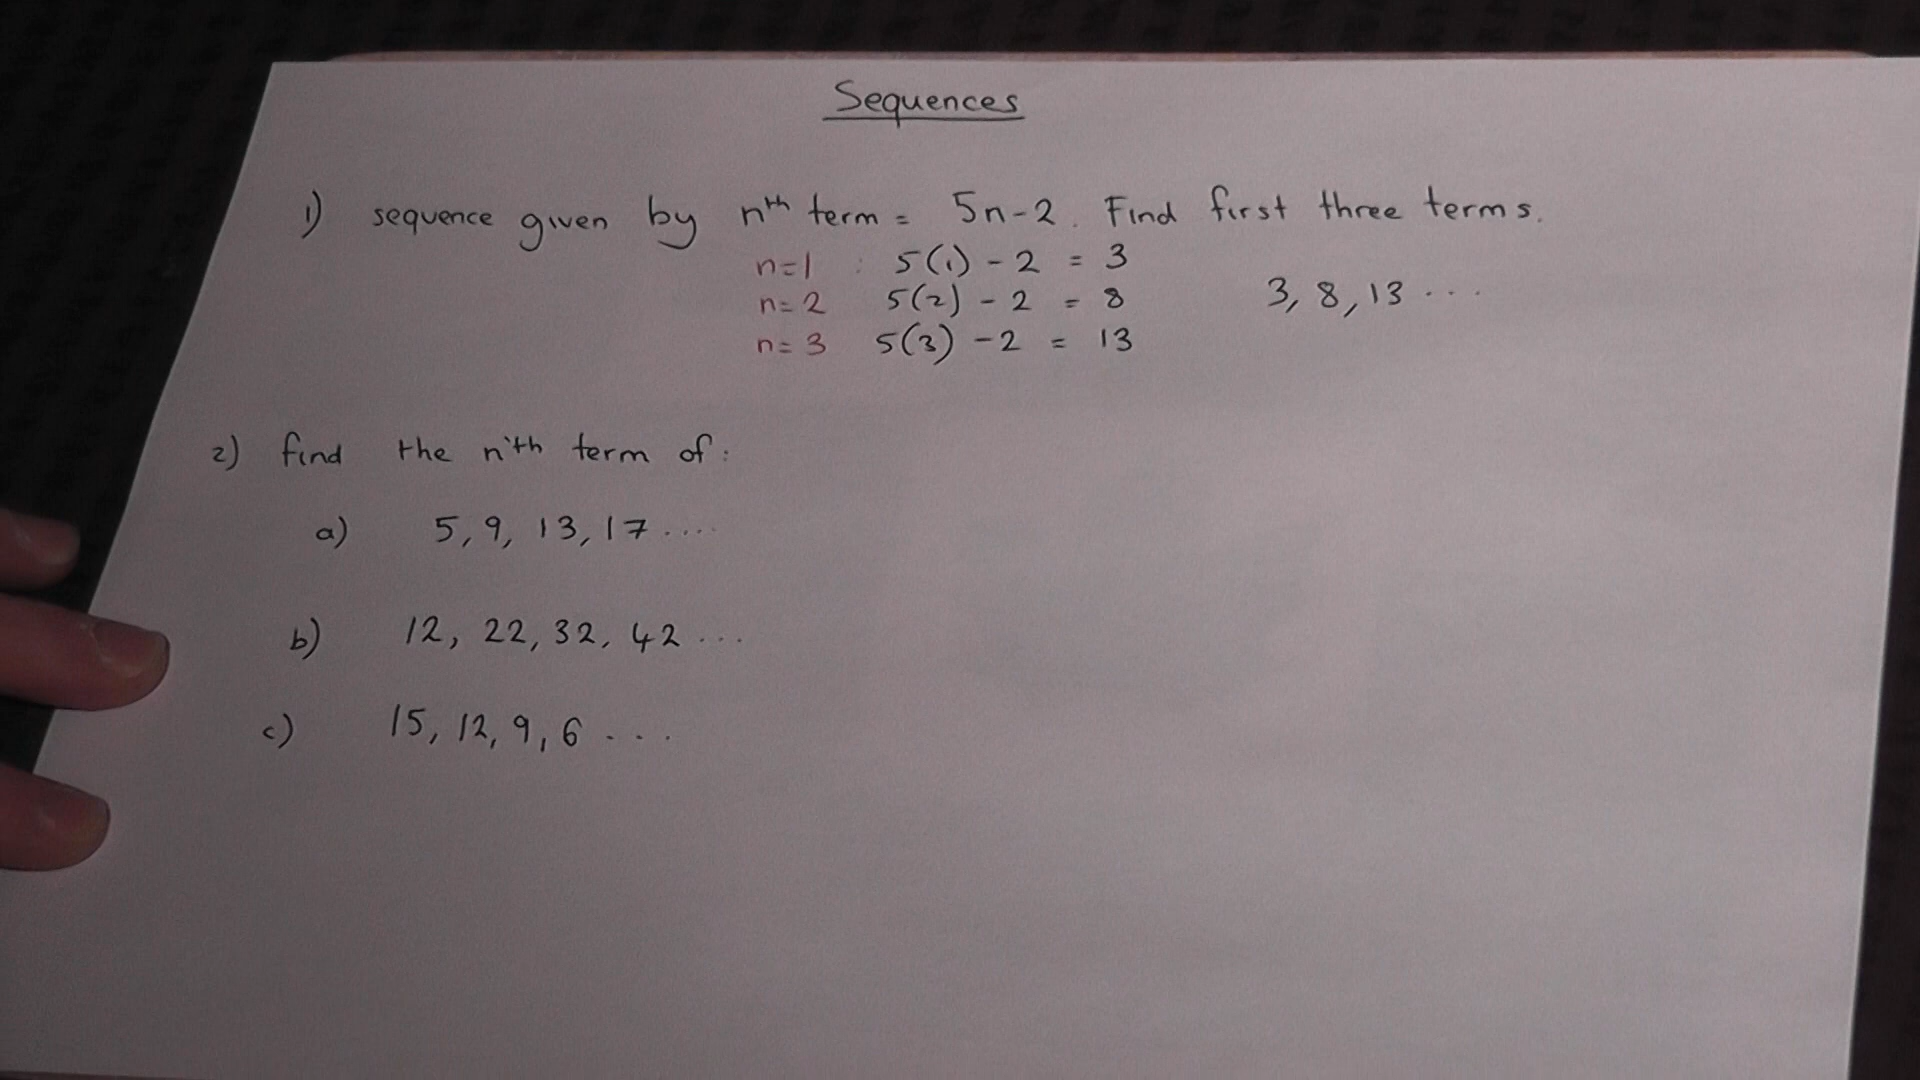 Sequences
1) sequence given by nth term = 5n-2. Find first three terms.
n=1 : 5(1) - 2 = 3
n=2 5(2) - 2 = 8 3, 8, 13 ...
n=3 5(3) - 2 = 13
2) find the n'th term of:
a) 5, 9, 13, 17 ....
b) 12, 22, 32, 42 ...
c) 15, 12, 9, 6 ...